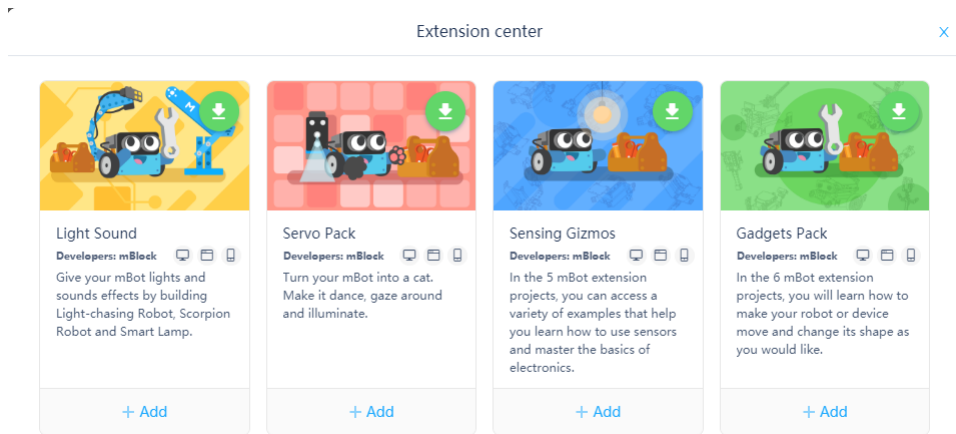 Extension center
X
Light Sound
Developers: mBlock
Give your mBot lights and
sounds effects by building
Light-chasing Robot, Scorpion
Robot and Smart Lamp.
+ Add
Servo Pack
Developers: mBlock
Turn your mBot into a cat.
Make it dance, gaze around
and illuminate.
+ Add
Sensing Gizmos
Developers: mBlock
In the 5 mBot extension
projects, you can access a
variety of examples that help
you learn how to use sensors
and master the basics of
electronics.
+ Add
Gadgets Pack
Developers: mBlock
In the 6 mBot extension
projects, you will learn how to
make your robot or device
move and change its shape as
you would like.
+ Add